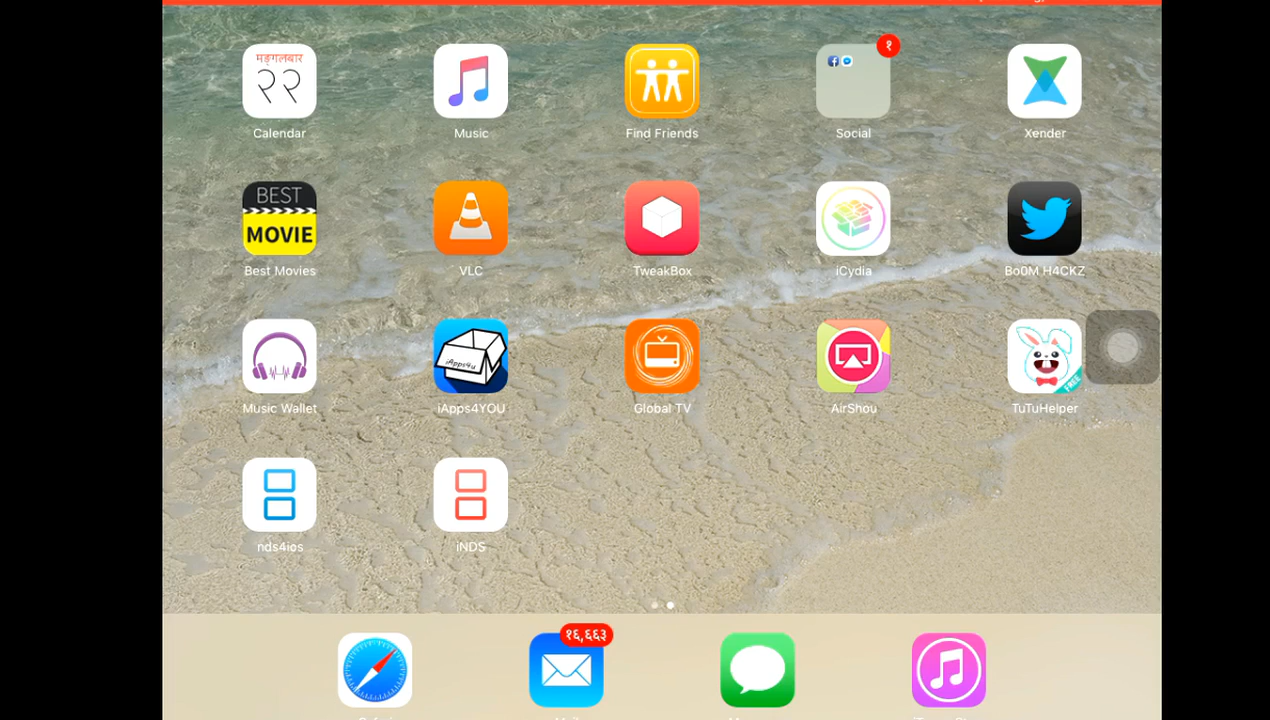 मङ्गलबार
२२
१
Calendar
Music
Find Friends
Social
Xender
BEST
MOVIE
Best Movies
VLC
TweakBox
iCydia
Bo0M H4CKZ
iApps4u
FREE
Music Wallet
iApps4YOU
Global TV
AirShou
TuTuHelper
nds4ios
iNDS
१६,६६३